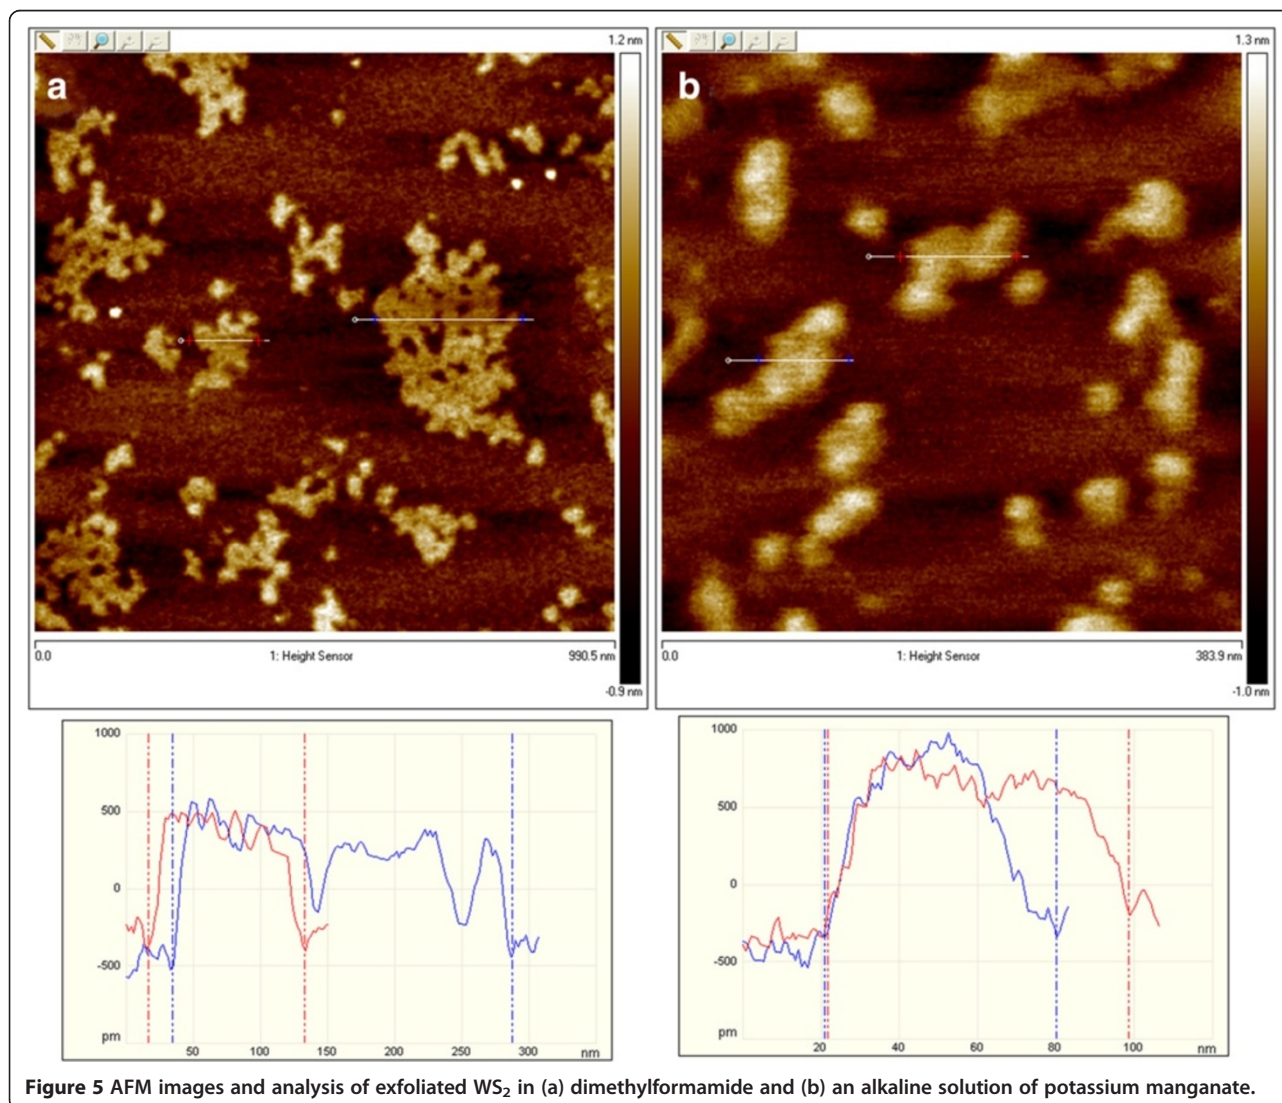 1.2 nm
a
0.0 1: Height Sensor 990.5 nm
-0.9 nm
1.3 nm
b
0.0 1: Height Sensor 383.9 nm
-1.0 nm
1000
500
0
-500
pm
50 100 150 200 250 300 nm
1000
500
0
-500
pm
20 40 60 80 100 nm
Figure 5 AFM images and analysis of exfoliated WS₂ in (a) dimethylformamide and (b) an alkaline solution of potassium manganate.